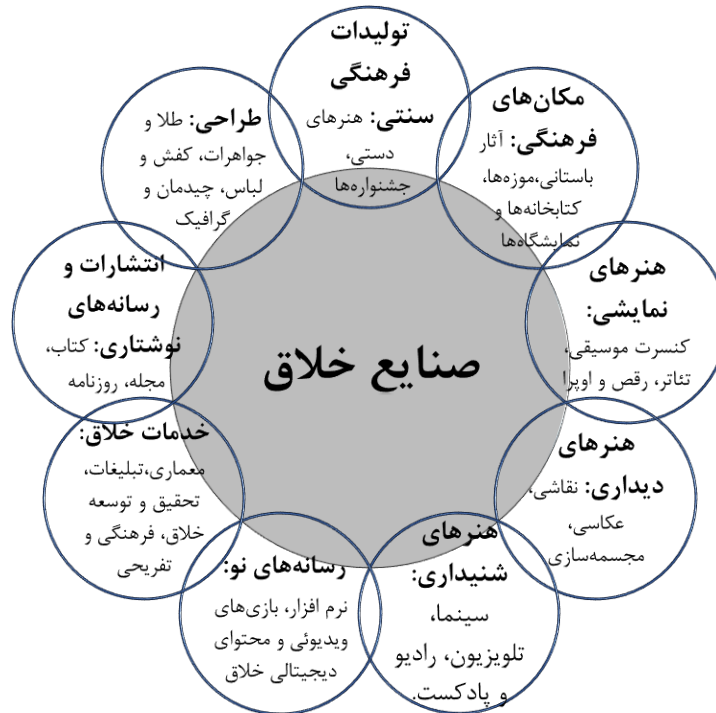 تولیدات
فرهنگی
سنتی: هنرهای
دستی،
جشنواره‌ها
مکان‌های
فرهنگی: آثار
باستانی،موزه‌ها،
کتابخانه‌ها و
نمایشگاه‌ها
هنرهای
نمایشی:
کنسرت موسیقی،
تئاتر، رقص و اوپرا
هنرهای
دیداری: نقاشی،
عکاسی،
مجسمه‌سازی
هنرهای
شنیداری:
سینما،
تلویزیون، رادیو
و پادکست.
رسانه‌های نو:
نرم افزار، بازی‌های
ویدیوئی و محتوای
دیجیتالی خلاق
خدمات خلاق:
معماری،تبلیغات،
تحقیق و توسعه
خلاق، فرهنگی و
تفریحی
انتشارات و
رسانه‌های
نوشتاری: کتاب،
مجله، روزنامه
طراحی: طلا و
جواهرات، کفش و
لباس، چیدمان و
گرافیک
صنایع خلاق